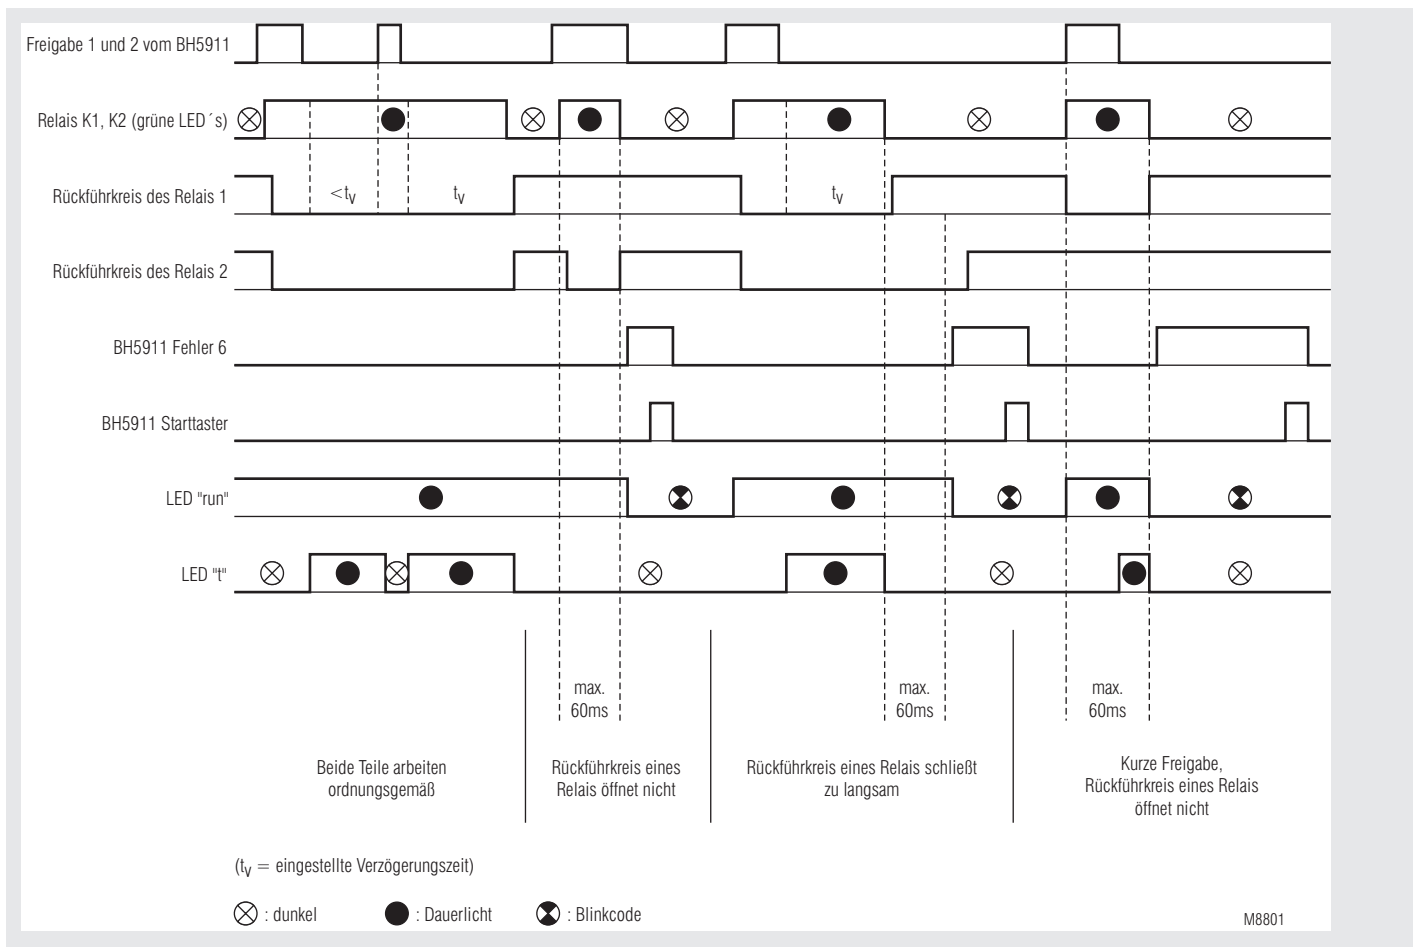 Freigabe 1 und 2 vom BH5911
Relais K1, K2 (grüne LED´s)
<tV
tV
tV
Rückführkreis des Relais 1
Rückführkreis des Relais 2
BH5911 Fehler 6
BH5911 Starttaster
LED "run"
LED "t"
max.
60ms
max.
60ms
max.
60ms
Beide Teile arbeiten
ordnungsgemäß
Rückführkreis eines
Relais öffnet nicht
Rückführkreis eines Relais schließt
zu langsam
Kurze Freigabe,
Rückführkreis eines Relais
öffnet nicht
(tV = eingestellte Verzögerungszeit)
: dunkel
: Dauerlicht
: Blinkcode
M8801